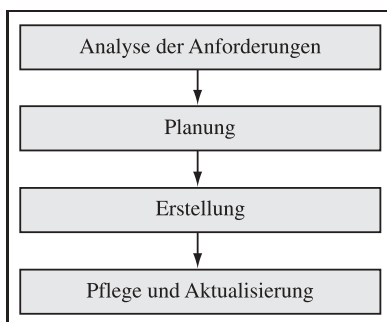 Analyse der Anforderungen
Planung
Erstellung
Pflege und Aktualisierung